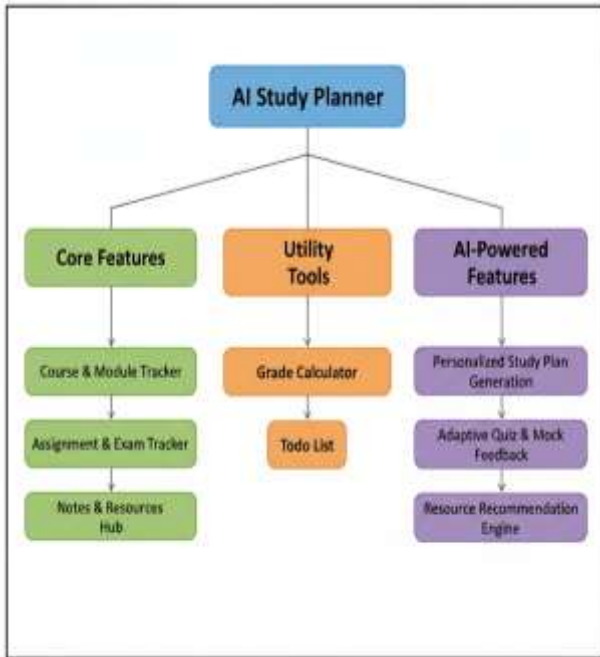 AI Study Planner
Core Features
Utility
Tools
AI-Powered
Features
Course & Module Tracker
Grade Calculator
Personalized Study Plan
Generation
Assignment & Exam Tracker
Todo List
Adaptive Quiz & Mock
Feedback
Notes & Resources
Hub
Resource Recommendation
Engine